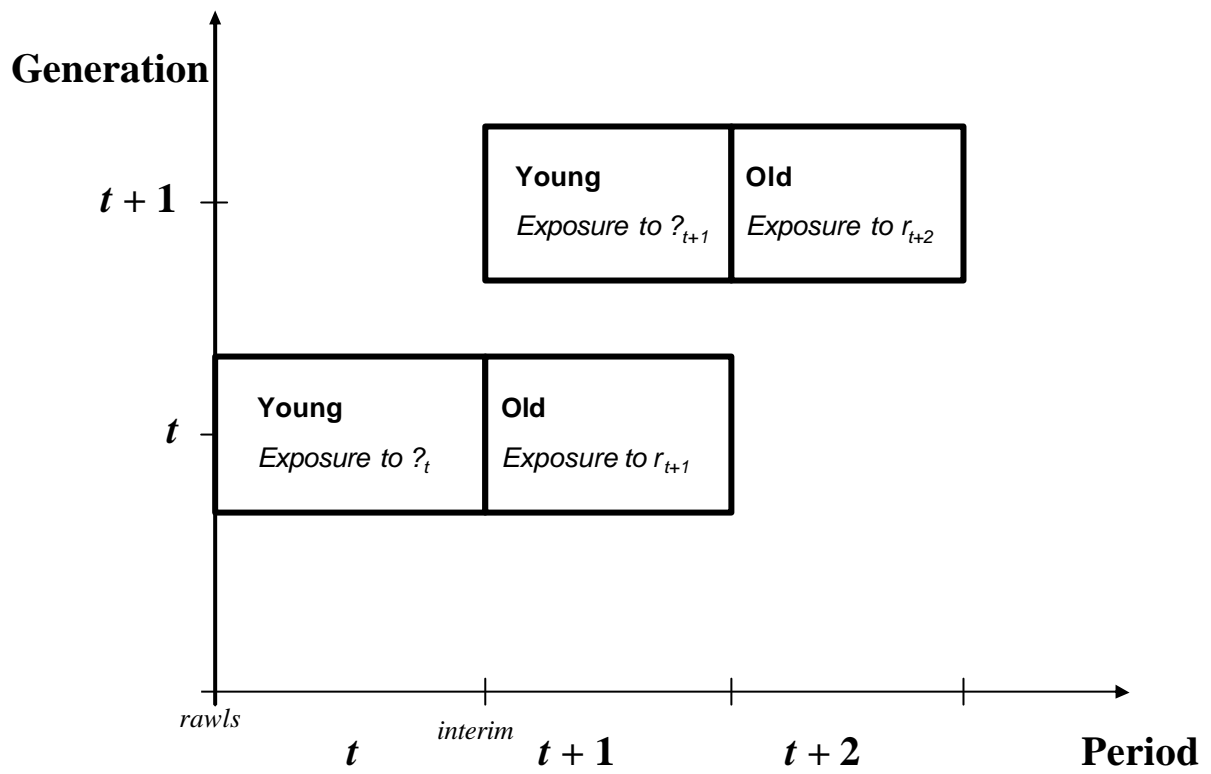 Generation
t + 1
Young
Old
Exposure to ?t+1
Exposure to rt+2
t
Young
Old
Exposure to ?t
Exposure to rt+1
rawls
interim
t
t + 1
t + 2
Period